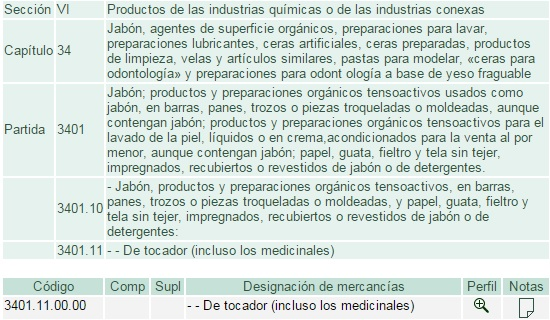 Sección VI Productos de las industrias químicas o de las industrias conexas
Jabón, agentes de superficie orgánicos, preparaciones para lavar,
preparaciones lubricantes, ceras artificiales, ceras preparadas, productos
Capítulo 34 de limpieza, velas y artículos similares, pastas para modelar, «ceras para
odontología» y preparaciones para odont ología a base de yeso fraguable
Jabón; productos y preparaciones orgánicos tensoactivos usados como
jabón, en barras, panes, trozos o piezas troqueladas o moldeadas, aunque
contengan jabón; productos y preparaciones orgánicos tensoactivos para el
Partida 3401 lavado de la piel, líquidos o en crema,acondicionados para la venta al por
menor, aunque contengan jabón; papel, guata, fieltro y tela sin tejer,
impregnados, recubiertos o revestidos de jabón o de detergentes.
- Jabón, productos y preparaciones orgánicos tensoactivos, en barras,
3401.10 panes, trozos o piezas troqueladas o moldeadas, y papel, guata, fieltro y
tela sin tejer, impregnados, recubiertos o revestidos de jabón o de
detergentes:
3401.11 - - De tocador (incluso los medicinales)
Código Comp Supl Designación de mercancías Perfil Notas
3401.11.00.00 - - De tocador (incluso los medicinales)